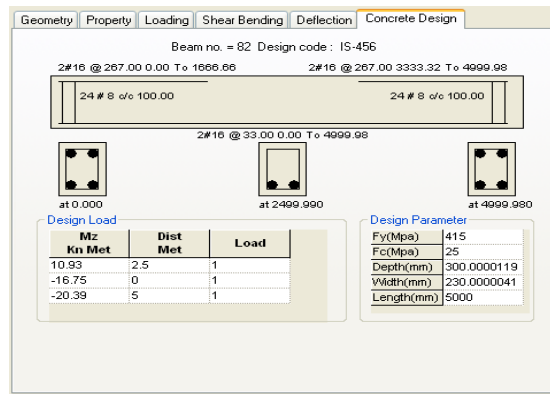 Geometry Property Loading Shear Bending Deflection Concrete Design
Beam no. = 82 Design code : IS-456
2#16 @ 267.00 0.00 To 1666.66 2#16 @ 267.00 3333.32 To 4999.98
24 # 8 c/c 100.00 24 # 8 c/c 100.00
2#16 @ 33.00 0.00 To 4999.98
at 0.000 at 2499.990 at 4999.980
Design Load Design Parameter
Mz Dist Load
Kn Met Met
10.93 2.5 1
-16.75 0 1
-20.39 5 1
Fy(Mpa) 415
Fc(Mpa) 25
Depth(mm) 300.0000119
Width(mm) 230.0000041
Length(mm) 5000